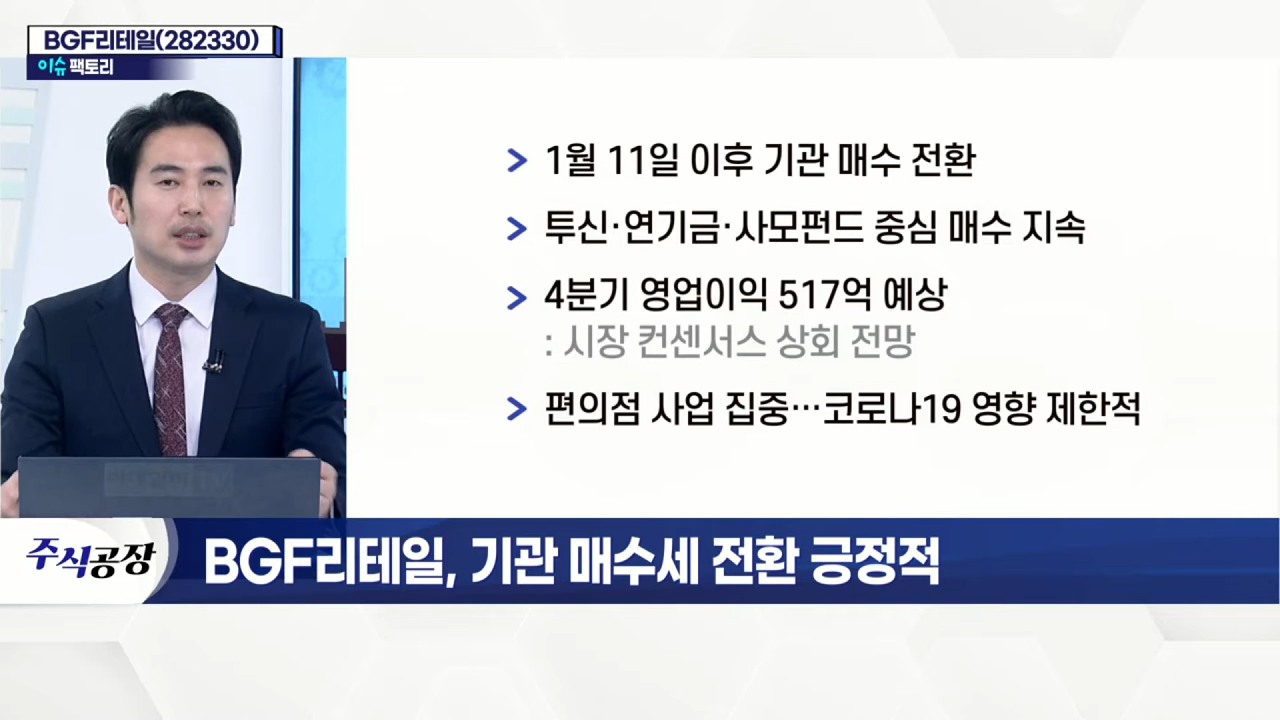 BGF리테일(282330)
이슈 팩토리
1월 11일 이후 기관 매수 전환
투신·연기금·사모펀드 중심 매수 지속
4분기 영업이익 517억 예상
: 시장 컨센서스 상회 전망
편의점 사업 집중…코로나19 영향 제한적
주식공장
BGF리테일, 기관 매수세 전환 긍정적